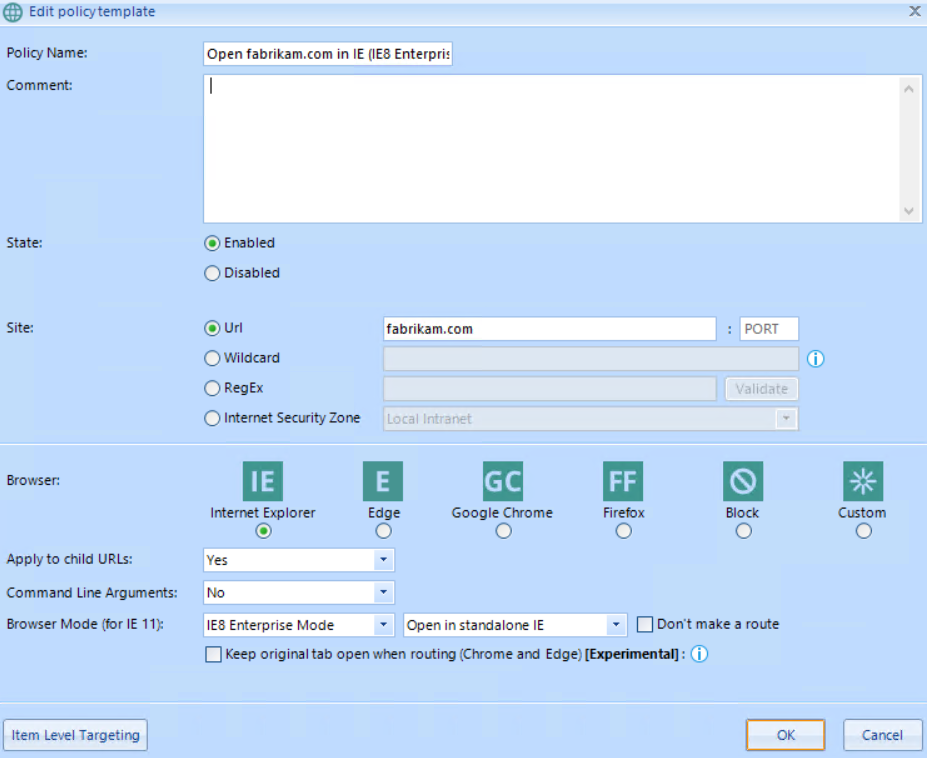 Edit policy template
Policy Name: Open fabrikam.com in IE (IE8 Enterpris
Comment:
State: Enabled
Disabled
Site: Url fabrikam.com : PORT
Wildcard
RegEx Validate
Internet Security Zone Local Intranet
Browser: IE E GC FF
Internet Explorer Edge Google Chrome Firefox Block Custom
Apply to child URLs: Yes
Command Line Arguments: No
Browser Mode (for IE 11): IE8 Enterprise Mode Open in standalone IE Don't make a route
Keep original tab open when routing (Chrome and Edge) [Experimental] :
Item Level Targeting OK Cancel